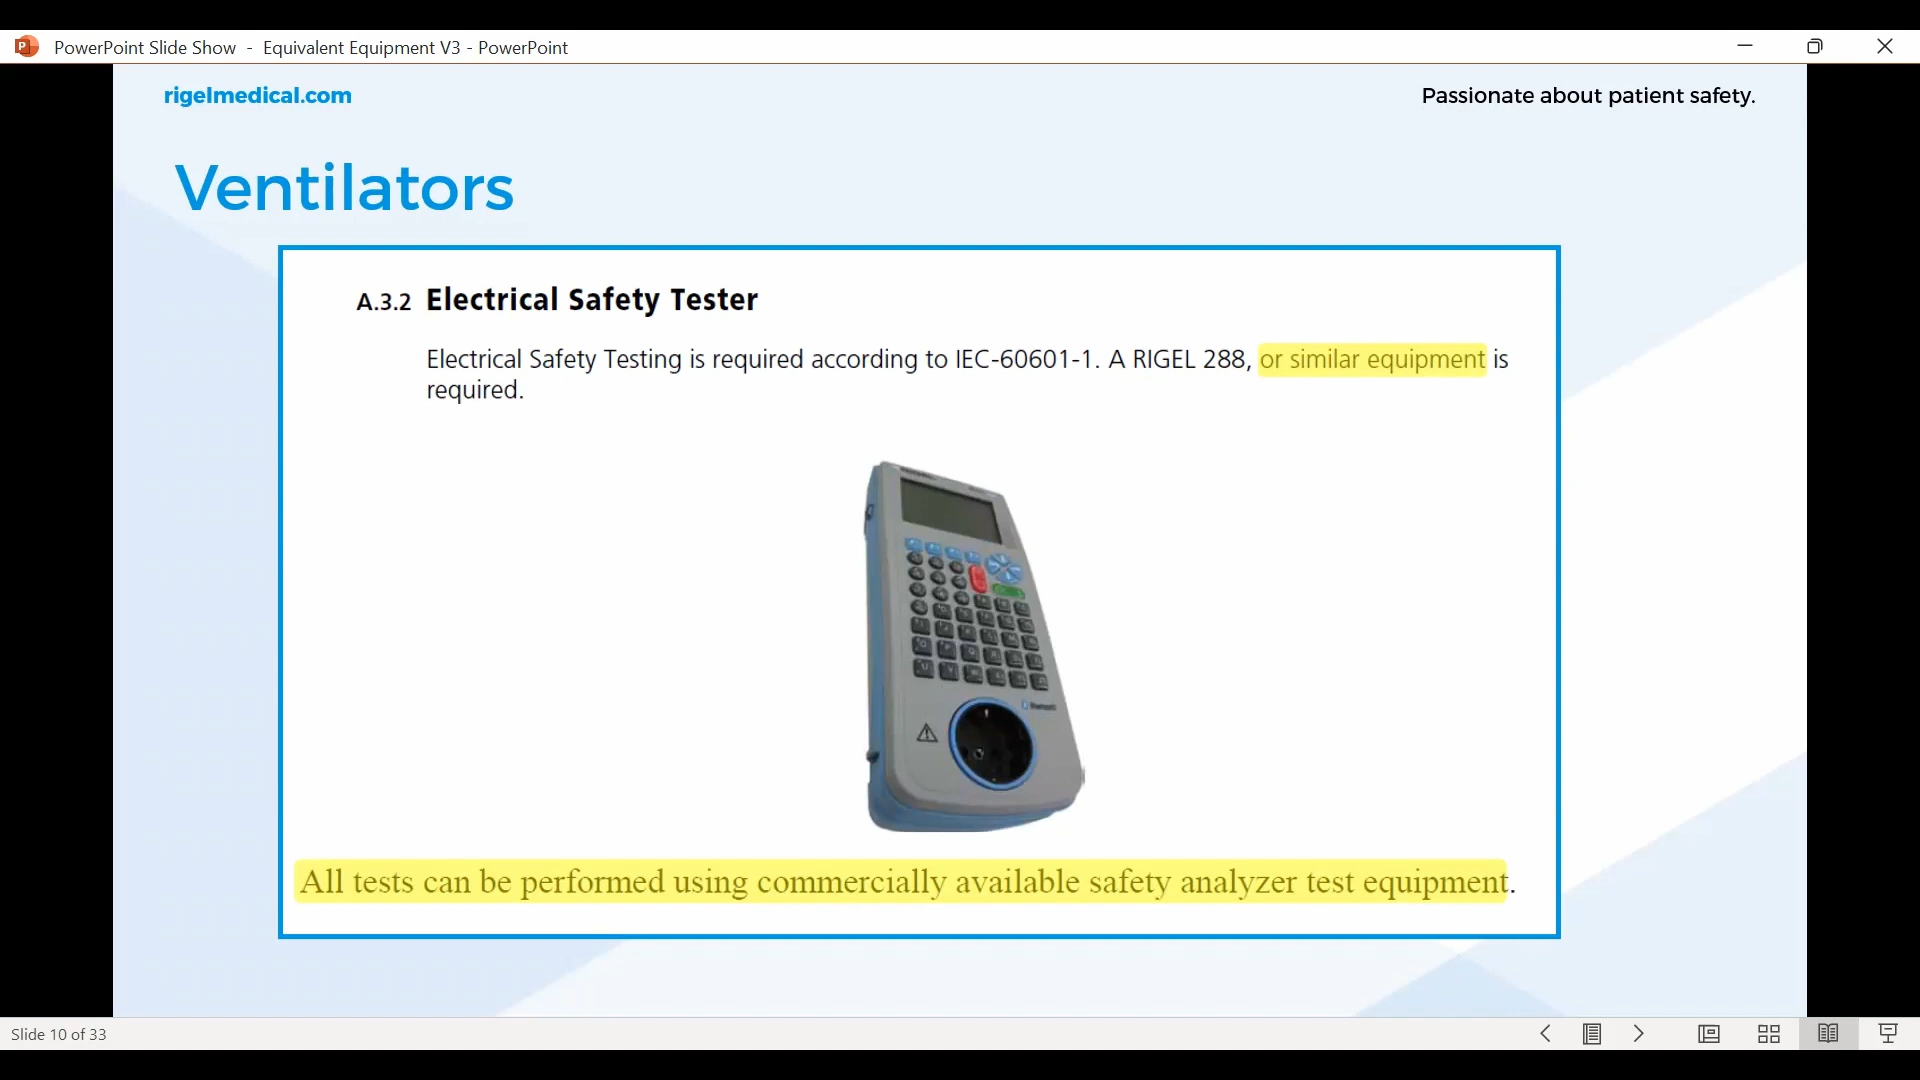 PowerPoint Slide Show - Equivalent Equipment V3 - PowerPoint
rigelmedical.com
Passionate about patient safety.
Ventilators
A.3.2 Electrical Safety Tester
Electrical Safety Testing is required according to IEC-60601-1. A RIGEL 288, or similar equipment is
required.
All tests can be performed using commercially available safety analyzer test equipment.
Slide 10 of 33